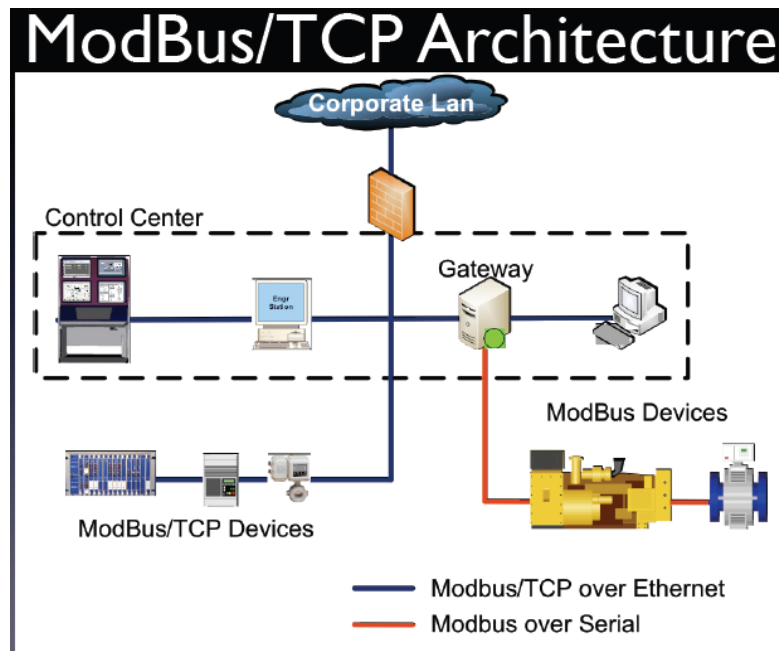 ModBus/TCP Architecture
Corporate Lan
Control Center
Gateway
Engr
Station
ModBus Devices
ModBus/TCP Devices
Modbus/TCP over Ethernet
Modbus over Serial